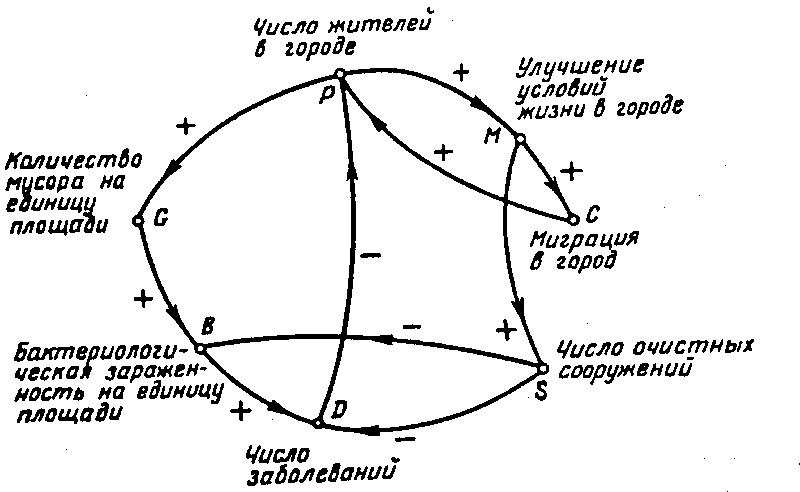 Число жителей
в городе
P
+
+
Улучшение
условий
жизни в городе
M
+
+
Количество
мусора на
единицу
площади
G
C
Миграция
в город
−
+
B
−
+
Бактериологи-
ческая заражен-
ность на единицу
площади
+
D
−
S
Число очистных
сооружений
Число
заболеваний